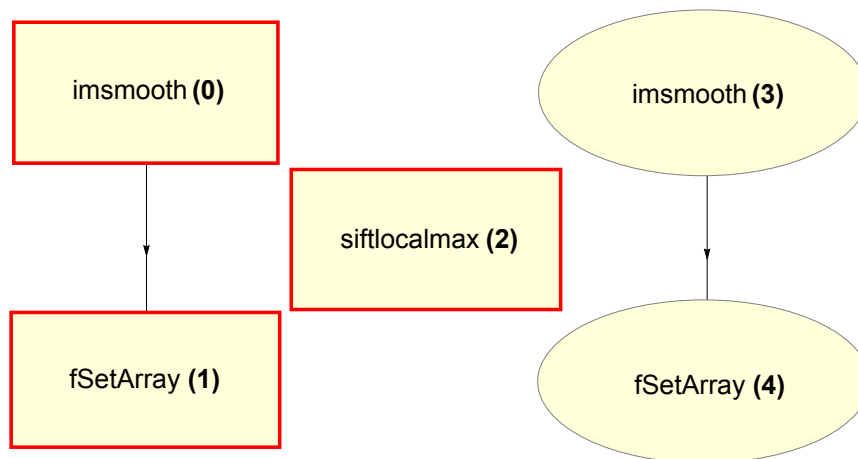 imsmooth (0)
imsmooth (3)
siftlocalmax (2)
fSetArray (1)
fSetArray (4)